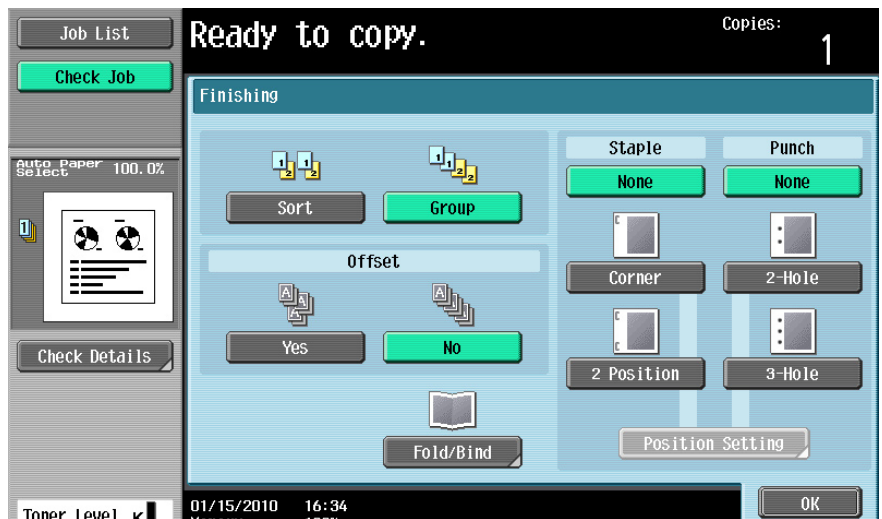 Job List
Check Job
Ready to copy.
Copies:
1
Finishing
Auto Paper
Select
100.0%
1
Sort
Group
Offset
Yes
No
Fold/Bind
Staple
Punch
None
None
Corner
2-Hole
2 Position
3-Hole
Position Setting
Check Details
Toner Level K
01/15/2010 16:34
OK